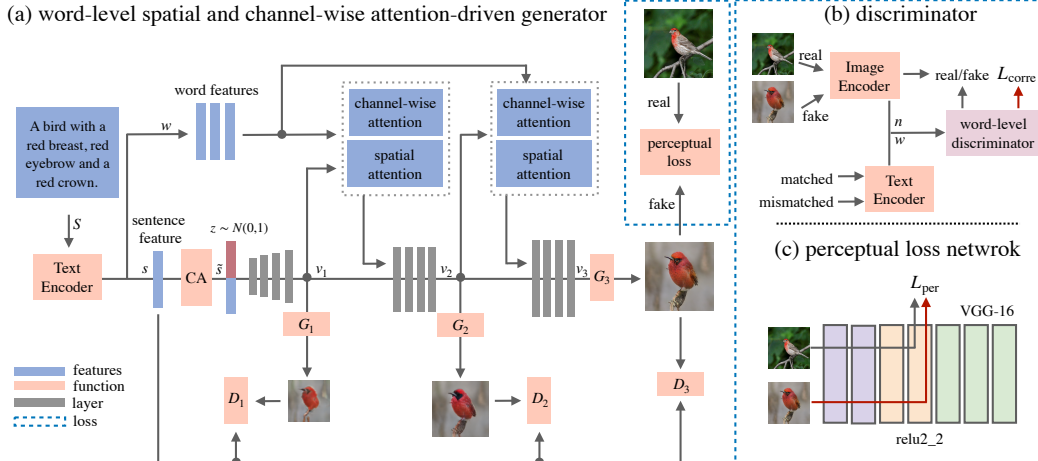 (a) word-level spatial and channel-wise attention-driven generator
A bird with a
red breast, red
eyebrow and a
red crown.
S
Text
Encoder
w
word features
sentence
feature
s
CA
s̃
z ~ N(0,1)
v₁
channel-wise
attention
spatial
attention
v₂
channel-wise
attention
spatial
attention
v₃
G₁
G₂
G₃
D₁
D₂
D₃
real
perceptual
loss
fake
features
function
layer
loss
(b) discriminator
real
fake
Image
Encoder
real/fake
L_corre
n
w
word-level
discriminator
matched
mismatched
Text
Encoder
(c) perceptual loss netwrok
L_per
VGG-16
relu2_2